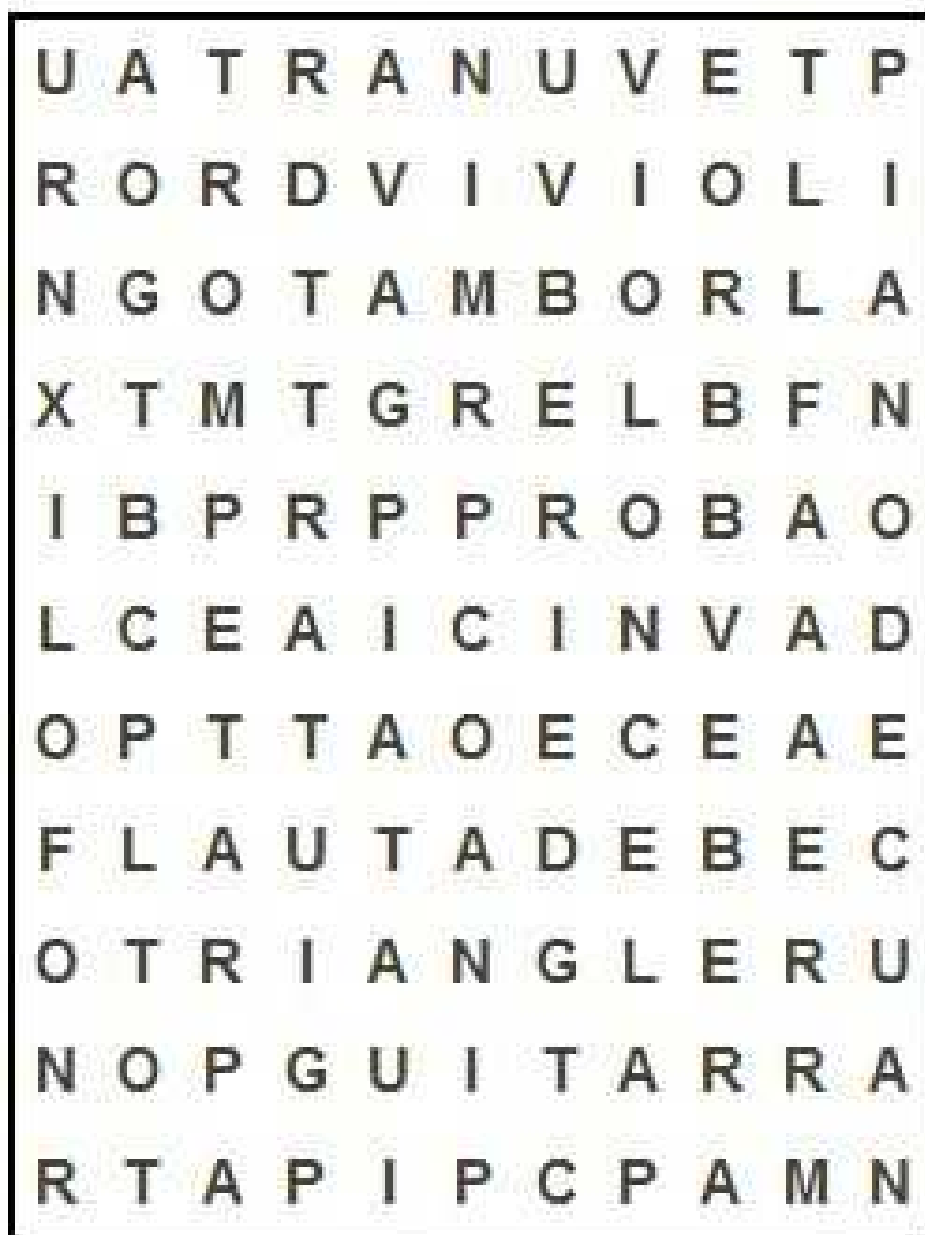 U A T R A N U V E T P
R O R D V I V I O L I
N G O T A M B O R L A
X T M T G R E L B F N
I B P R P P R O B A O
L C E A I C I N V A D
O P T T A O E C E A E
F L A U T A D E B E C
O T R I A N G L E R U
N O P G U I T A R R A
R T A P I P C P A M N